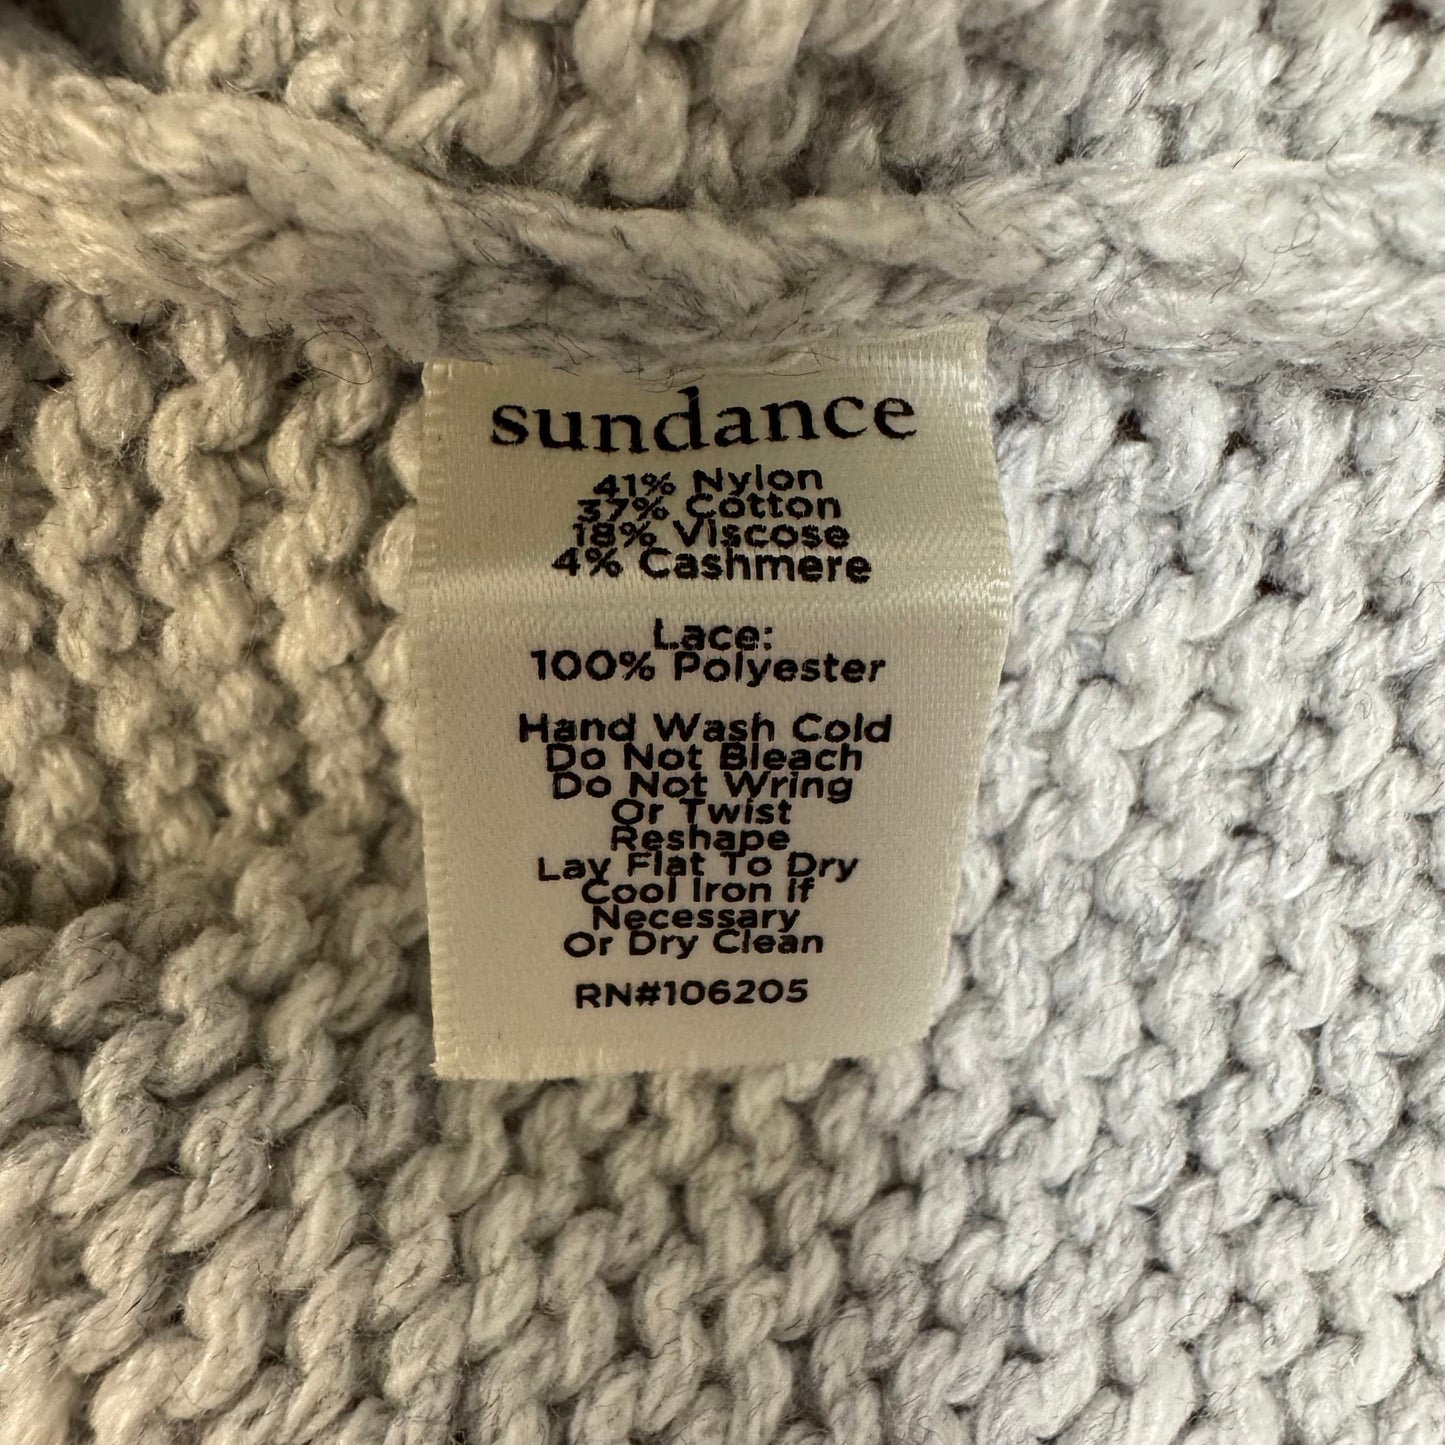 sundance
41% Nylon
37% Cotton
18% Viscose
4% Cashmere
Lace:
100% Polyester
Hand Wash Cold
Do Not Bleach
Do Not Wring
Or Twist
Reshape
Lay Flat To Dry
Cool Iron If
Necessary
Or Dry Clean
RN#106205